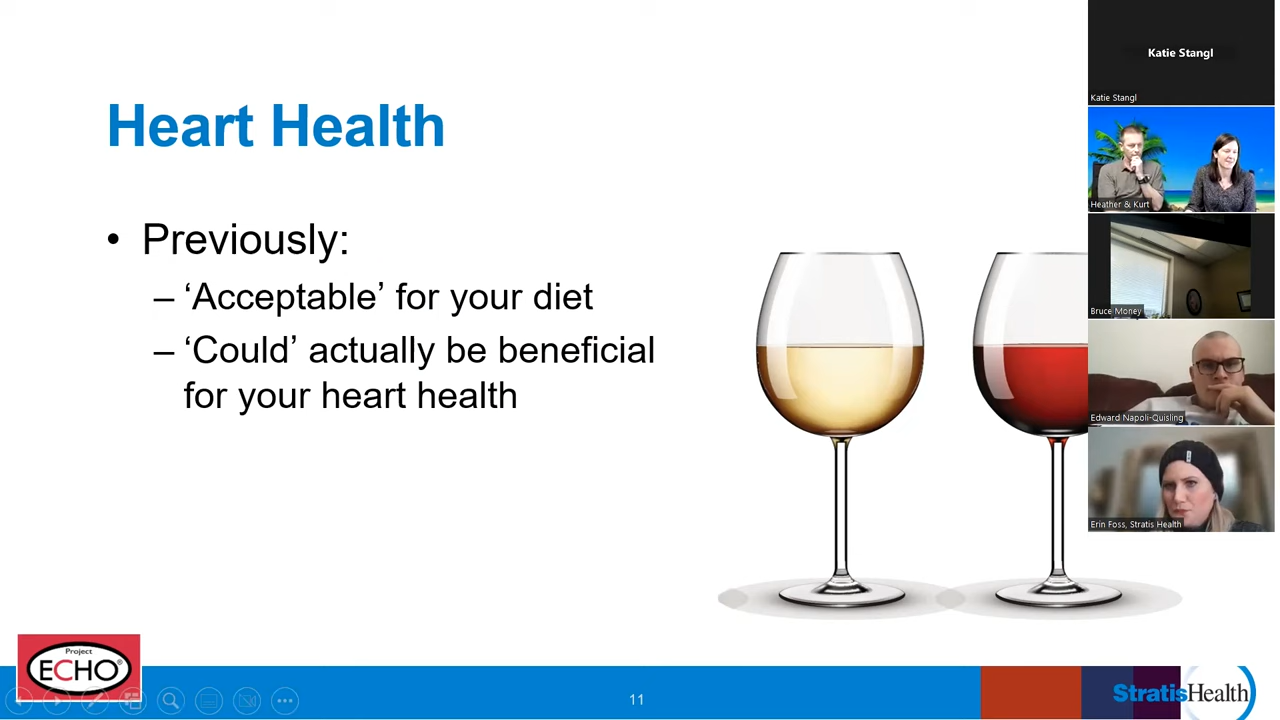 Heart Health
• Previously:
– ‘Acceptable’ for your diet
– ‘Could’ actually be beneficial
for your heart health
Katie Stangl
Katie Stangl
Heather & Kurt
Bruce Money
Edward Napoli-Quisling
Erin Foss, Stratis Health
Project
ECHO®
11
StratisHealth